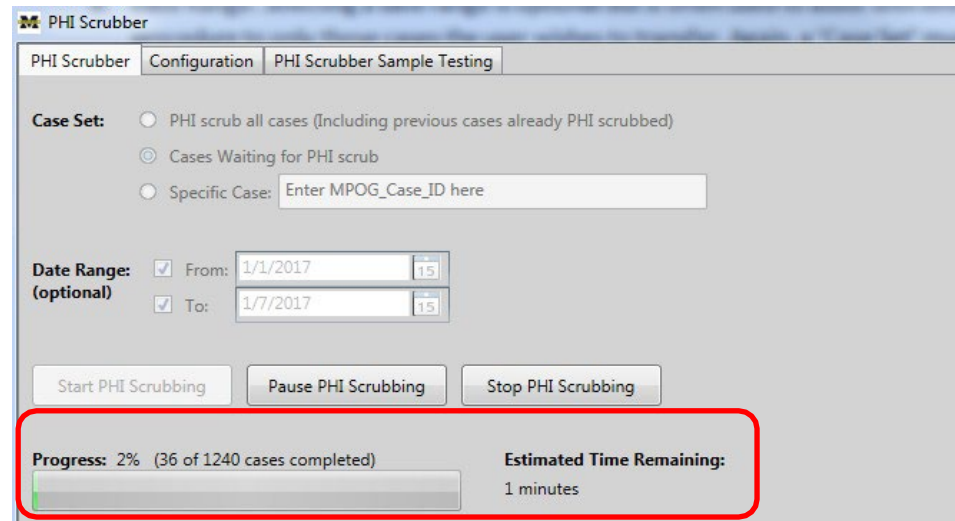 PHI Scrubber
PHI Scrubber Configuration PHI Scrubber Sample Testing
Case Set: PHI scrub all cases (Including previous cases already PHI scrubbed)
Cases Waiting for PHI scrub
Specific Case: Enter MPOG_Case_ID here
Date Range: From: 1/1/2017 15
(optional) To: 1/7/2017 15
Start PHI Scrubbing Pause PHI Scrubbing Stop PHI Scrubbing
Progress: 2% (36 of 1240 cases completed) Estimated Time Remaining:
1 minutes